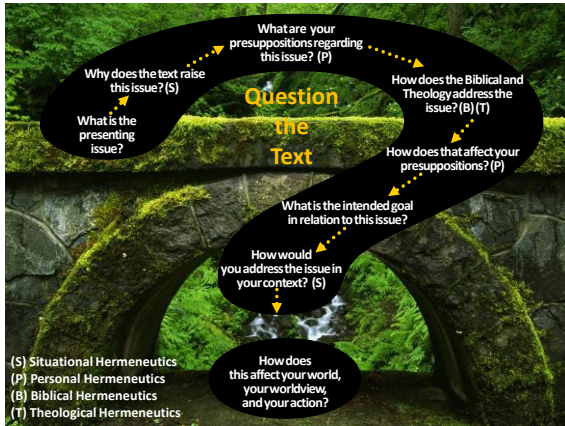 What is the
presenting
issue?
Why does the text raise
this issue? (S)
What are your
presuppositions regarding
this issue? (P)
How does the Biblical and
Theology address the
issue? (B) (T)
How does that affect your
presuppositions? (P)
What is the intended goal
in relation to this issue?
How would
you address the issue in
your context? (S)
How does
this affect your world,
your worldview,
and your action?
Question
the
Text
(S) Situational Hermeneutics
(P) Personal Hermeneutics
(B) Biblical Hermeneutics
(T) Theological Hermeneutics